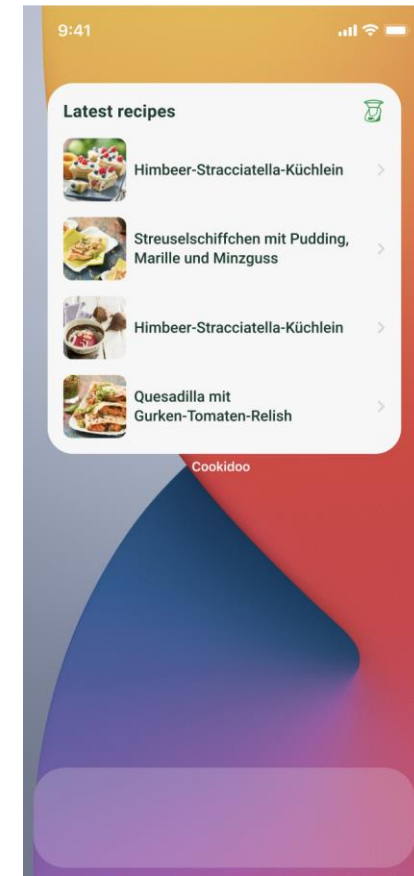 9:41
Latest recipes
Himbeer-Stracciatella-Küchlein
Streuselschiffchen mit Pudding,
Marille und Minzguss
Himbeer-Stracciatella-Küchlein
Quesadilla mit
Gurken-Tomaten-Relish
Cookidoo